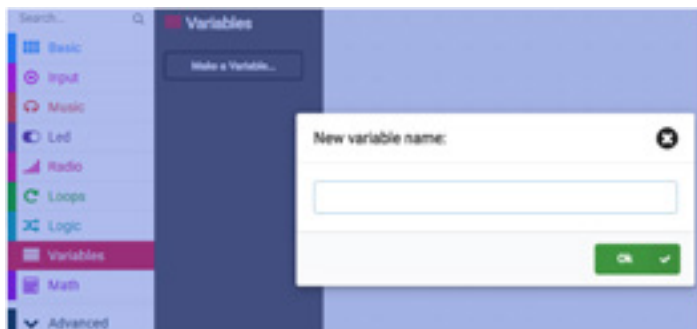 Search...
Basic
Input
Music
Led
Radio
Loops
Logic
Variables
Math
Advanced
Variables
Make a Variable...
New variable name:
Ok